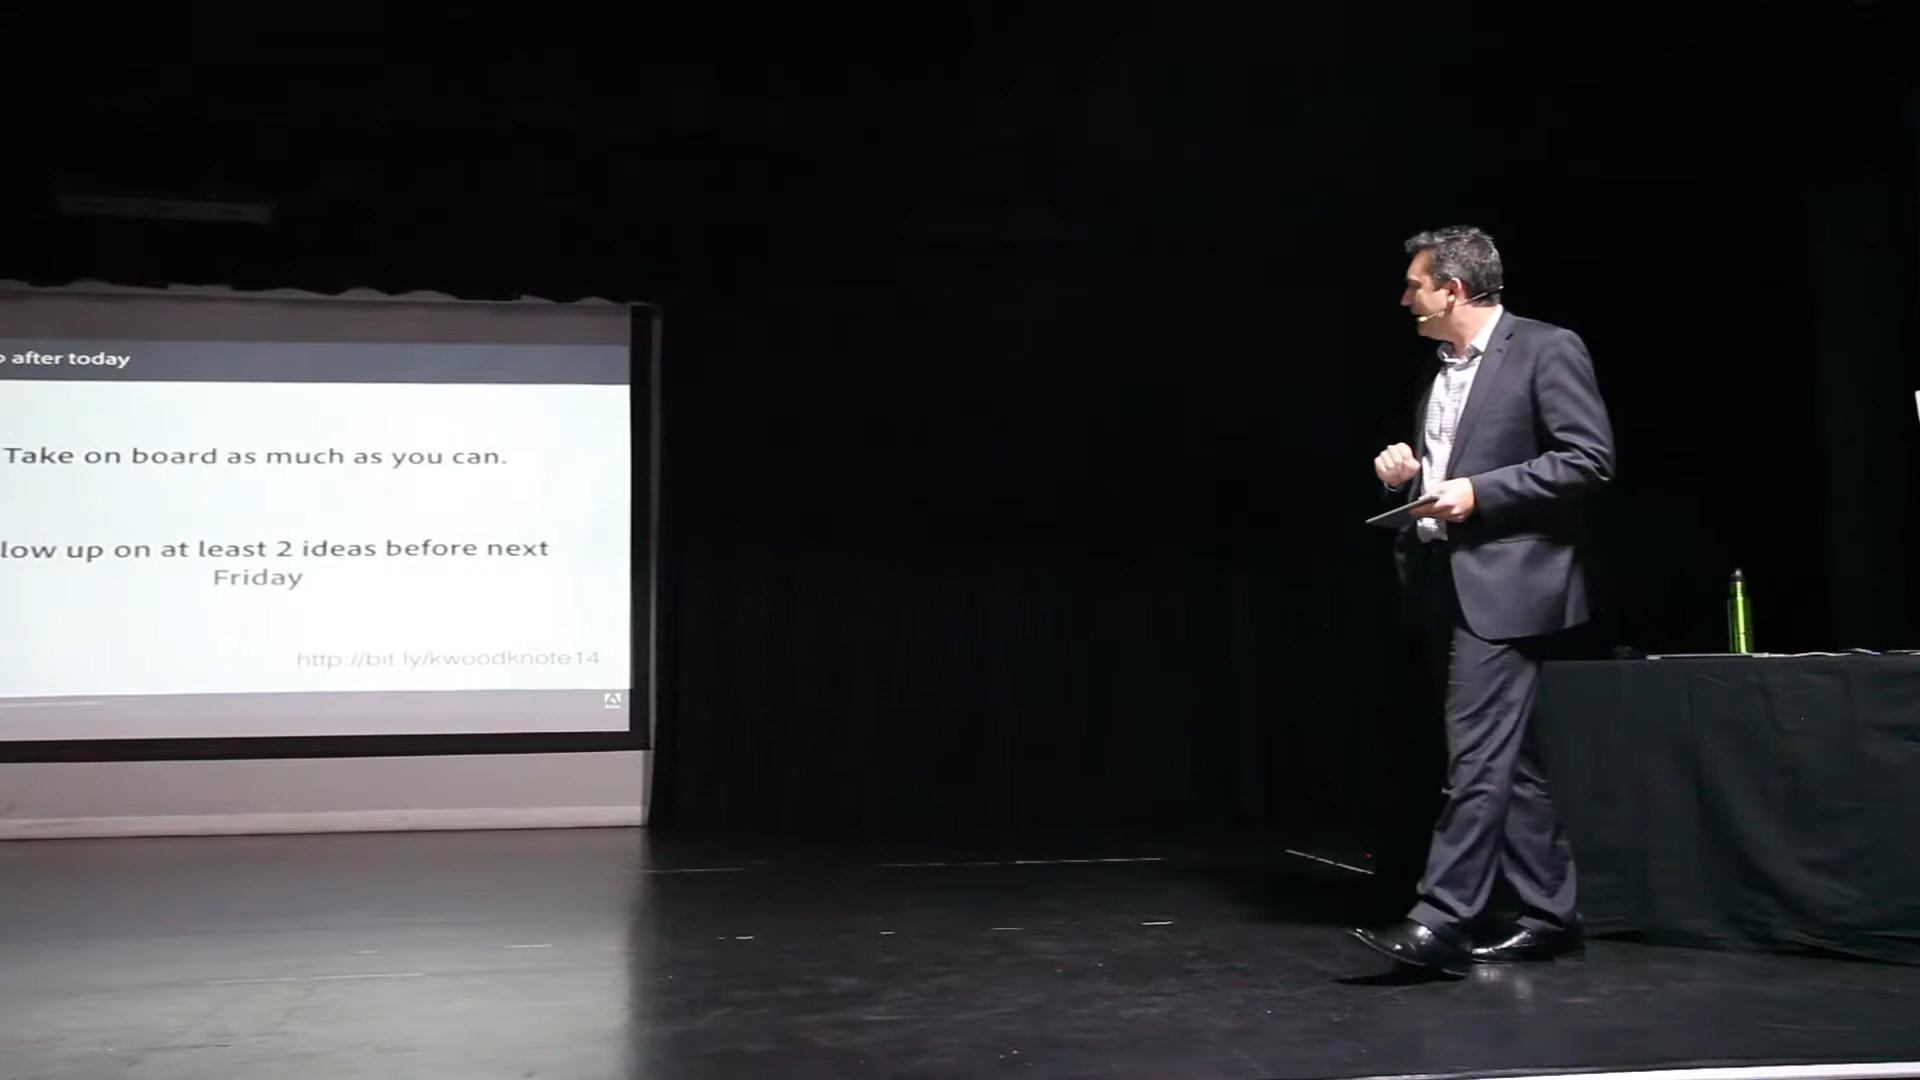 after today
Take on board as much as you can.
low up on at least 2 ideas before next
Friday
http://bit.ly/kwoodknote14